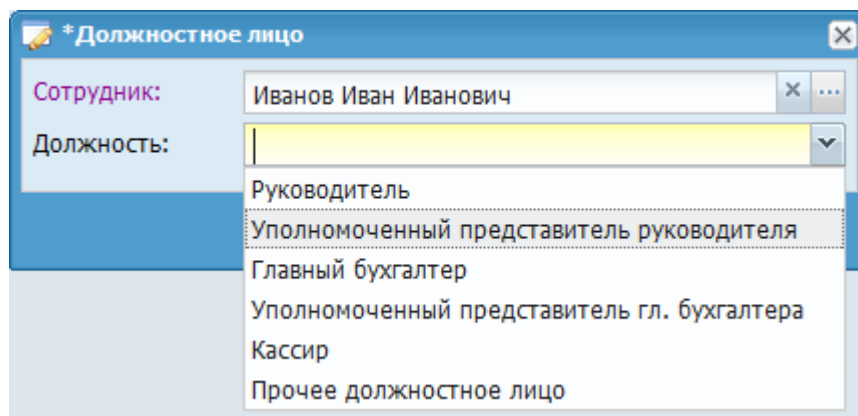 *Должностное лицо
Сотрудник: Иванов Иван Иванович
Должность:
Руководитель
Уполномоченный представитель руководителя
Главный бухгалтер
Уполномоченный представитель гл. бухгалтера
Кассир
Прочее должностное лицо